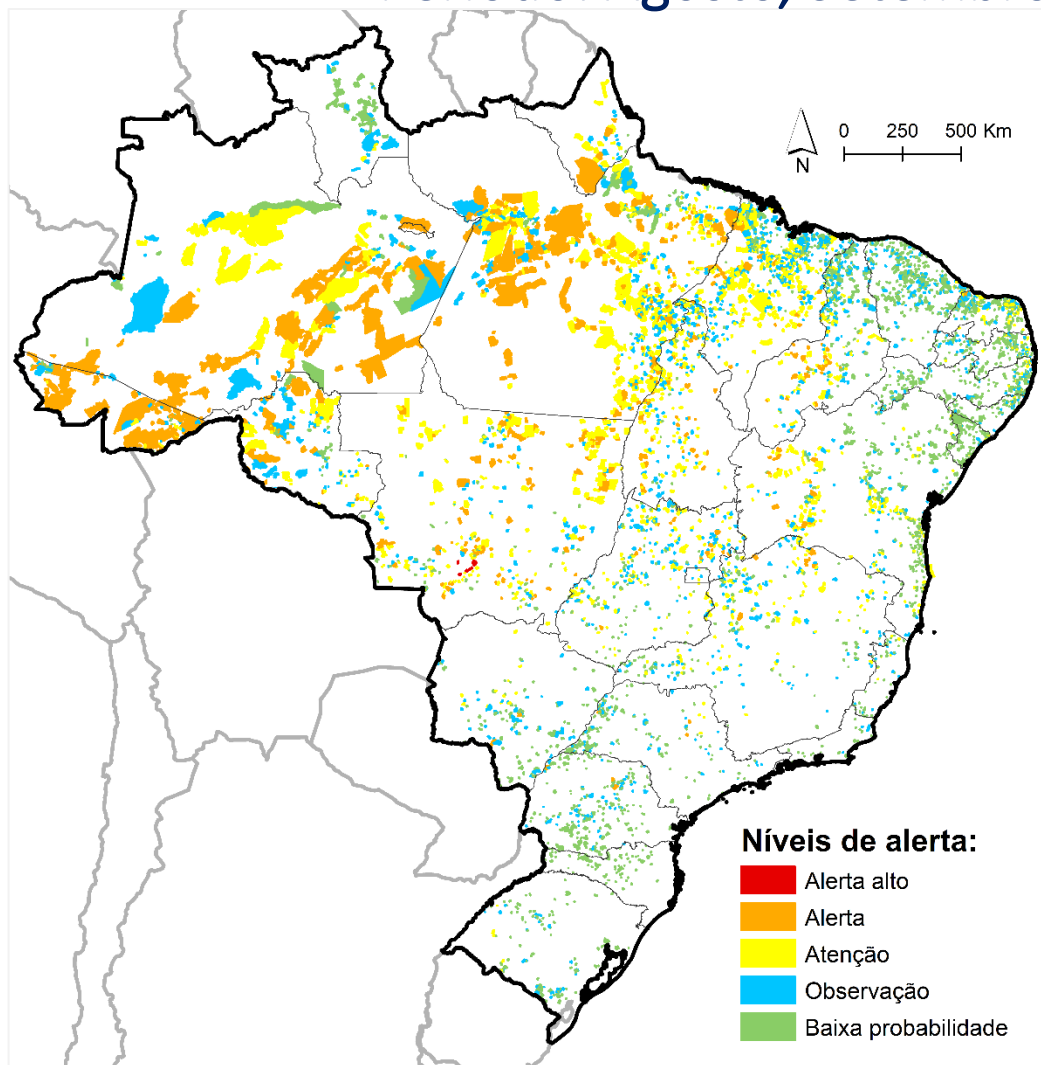 N
0 250 500 Km
Níveis de alerta:
Alerta alto
Alerta
Atenção
Observação
Baixa probabilidade